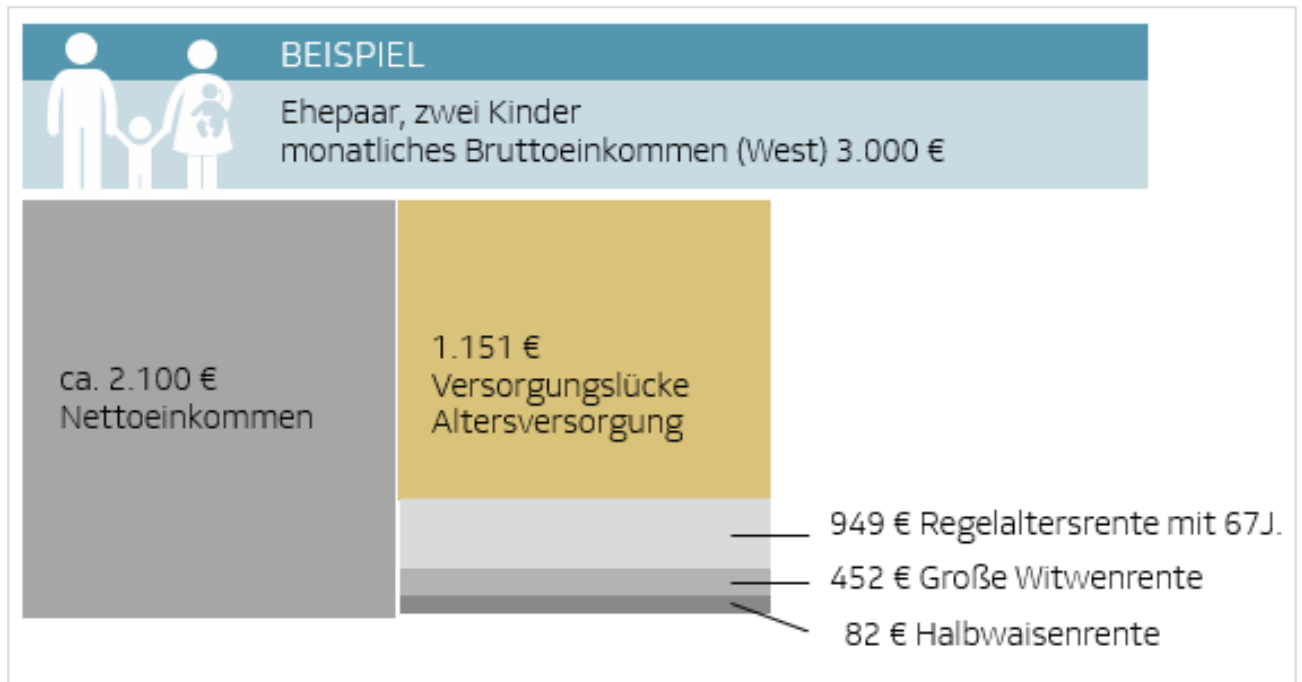 BEISPIEL
Ehepaar, zwei Kinder
monatliches Bruttoeinkommen (West) 3.000 €
ca. 2.100 €
Nettoeinkommen
1.151 €
Versorgungslücke
Altersversorgung
949 € Regelaltersrente mit 67J.
452 € Große Witwenrente
82 € Halbwaisenrente